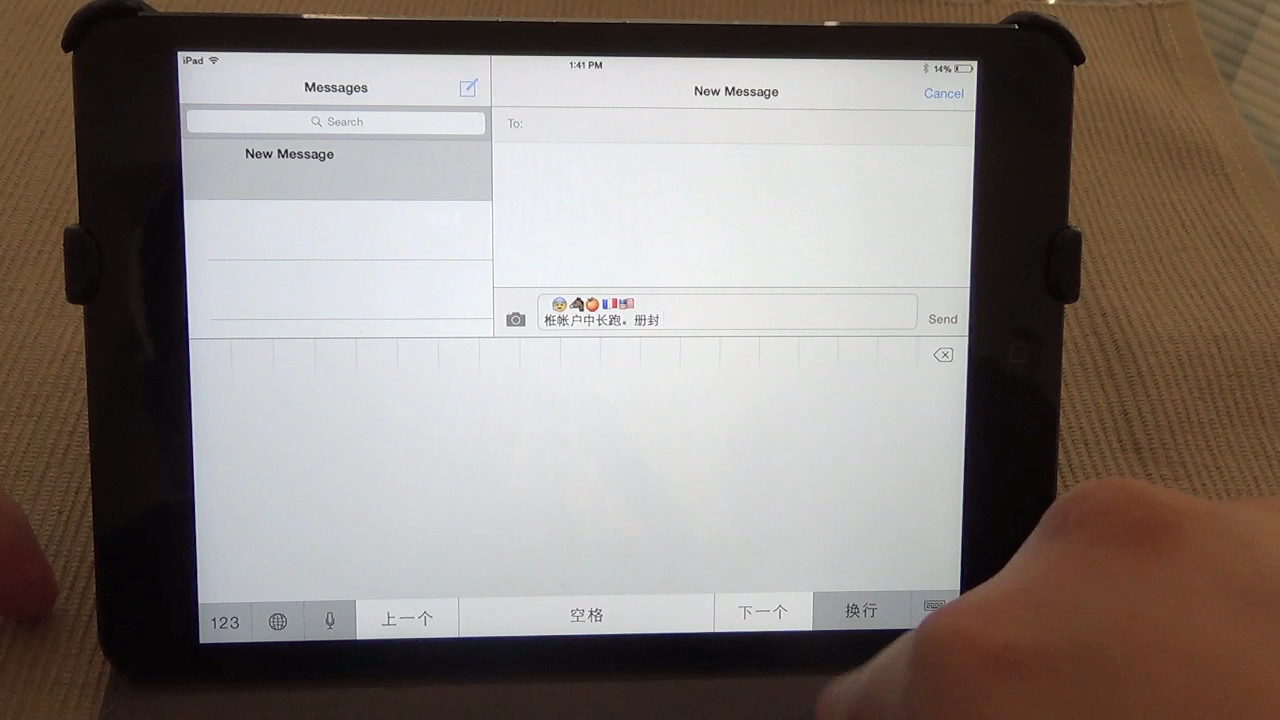 iPad
1:41 PM
14%
Messages
New Message
Cancel
Search
To:
New Message
😰🐴🍑🇫🇷🇺🇸
帐户中长跑。册封
Send
123
上一个
空格
下一个
换行